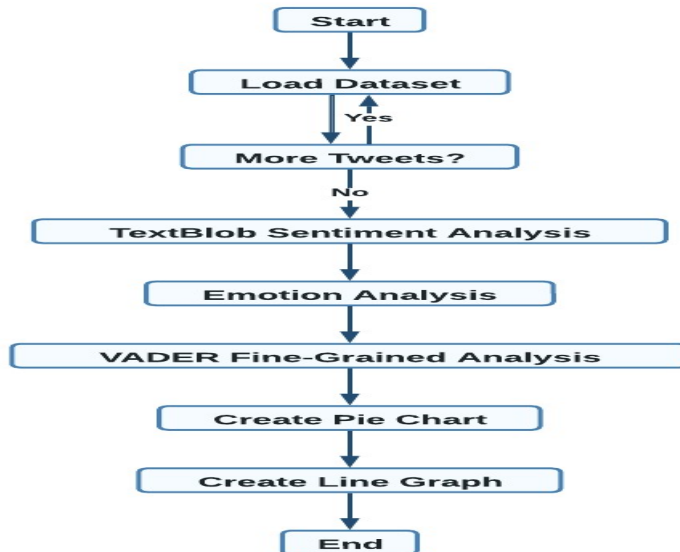 Start
Load Dataset
Yes
More Tweets?
No
TextBlob Sentiment Analysis
Emotion Analysis
VADER Fine-Grained Analysis
Create Pie Chart
Create Line Graph
End